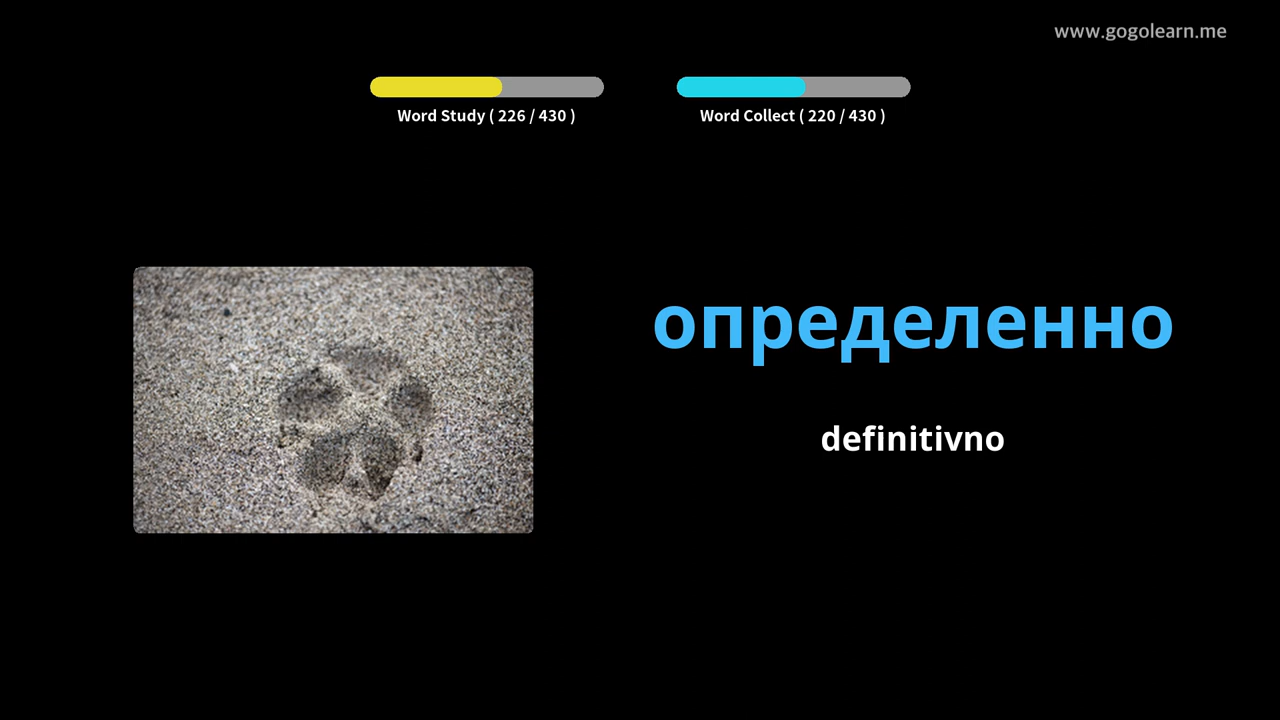 www.gogolearn.me
Word Study ( 226 / 430 )
Word Collect ( 220 / 430 )
определенно
definitivno